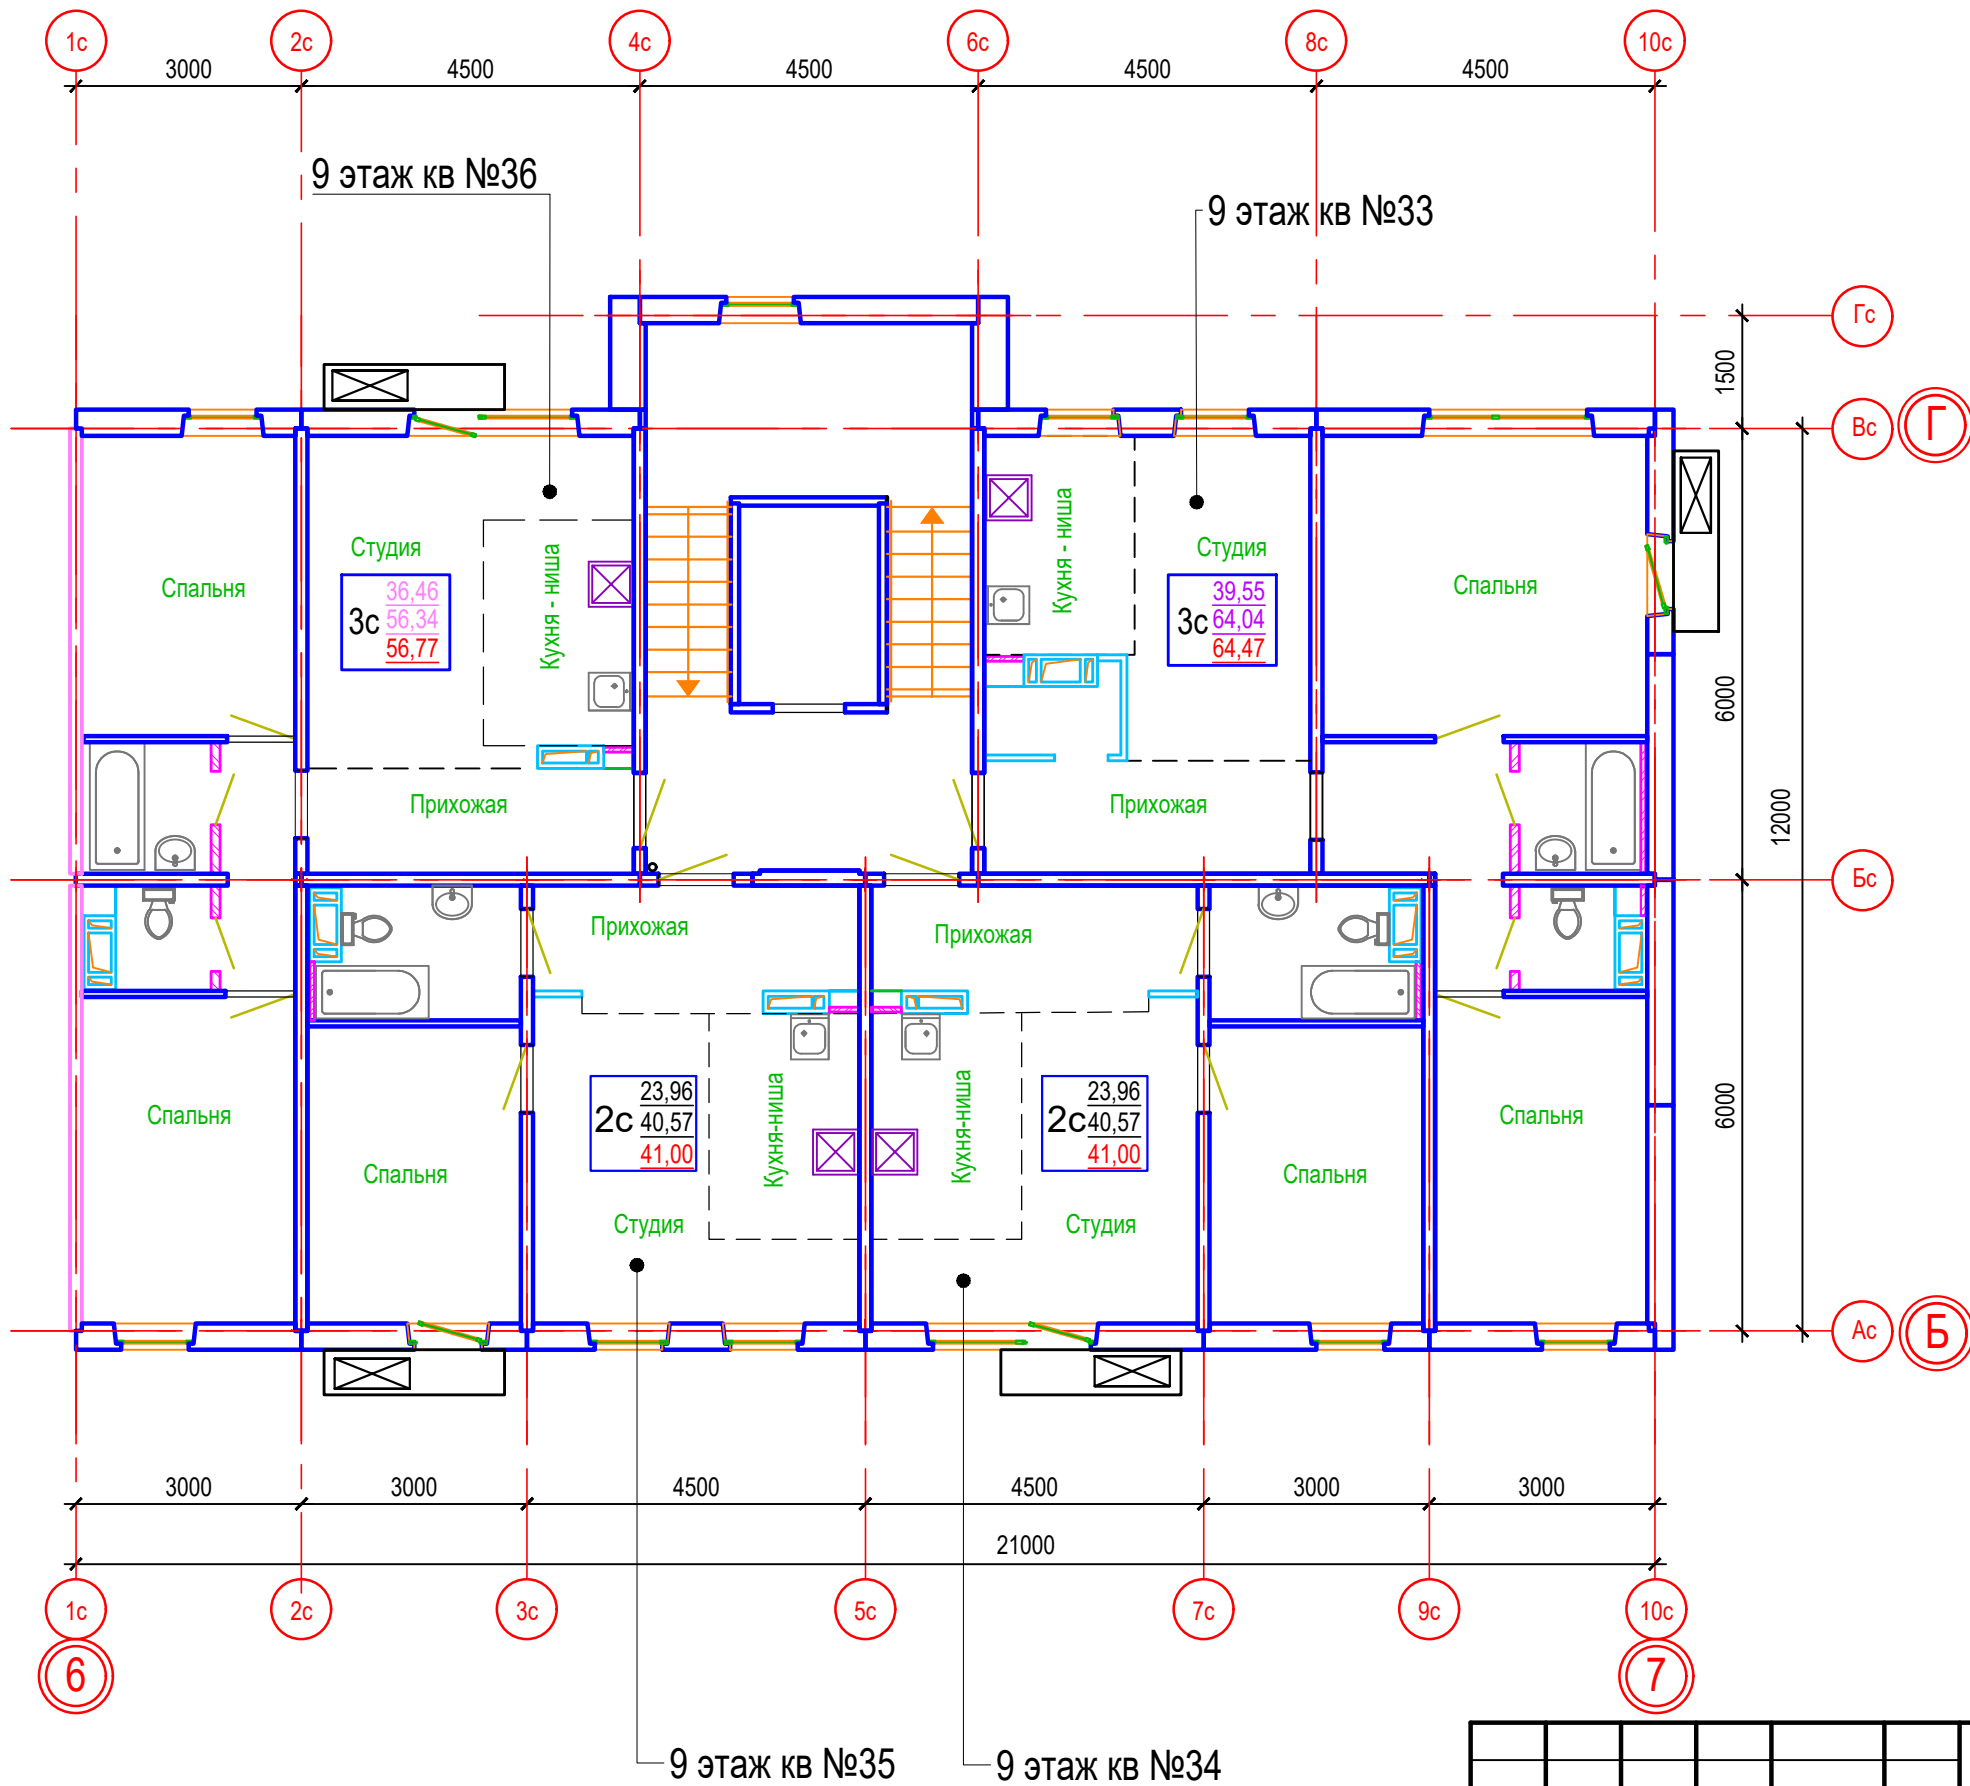 1с 2с 4с 6с 8с 10с
3000 4500 4500 4500 4500
9 этаж кв №36
9 этаж кв №33
Гс
1500
Вс Г
Студия
Кухня - ниша
Спальня
3с 36,46
56,34
56,77
Кухня - ниша
Студия
Спальня
3с 39,55
64,04
64,47
6000
12000
Прихожая
Прихожая
Бс
Прихожая
Прихожая
Спальня
2с 23,96
40,57
41,00
Кухня-ниша
Кухня-ниша
2с 23,96
40,57
41,00
Спальня
6000
Спальня
Спальня
Студия
Студия
Ас Б
3000 3000 4500 4500 3000 3000
21000
1с 2с 3с 5с 7с 9с 10с
6 7
9 этаж кв №35
9 этаж кв №34